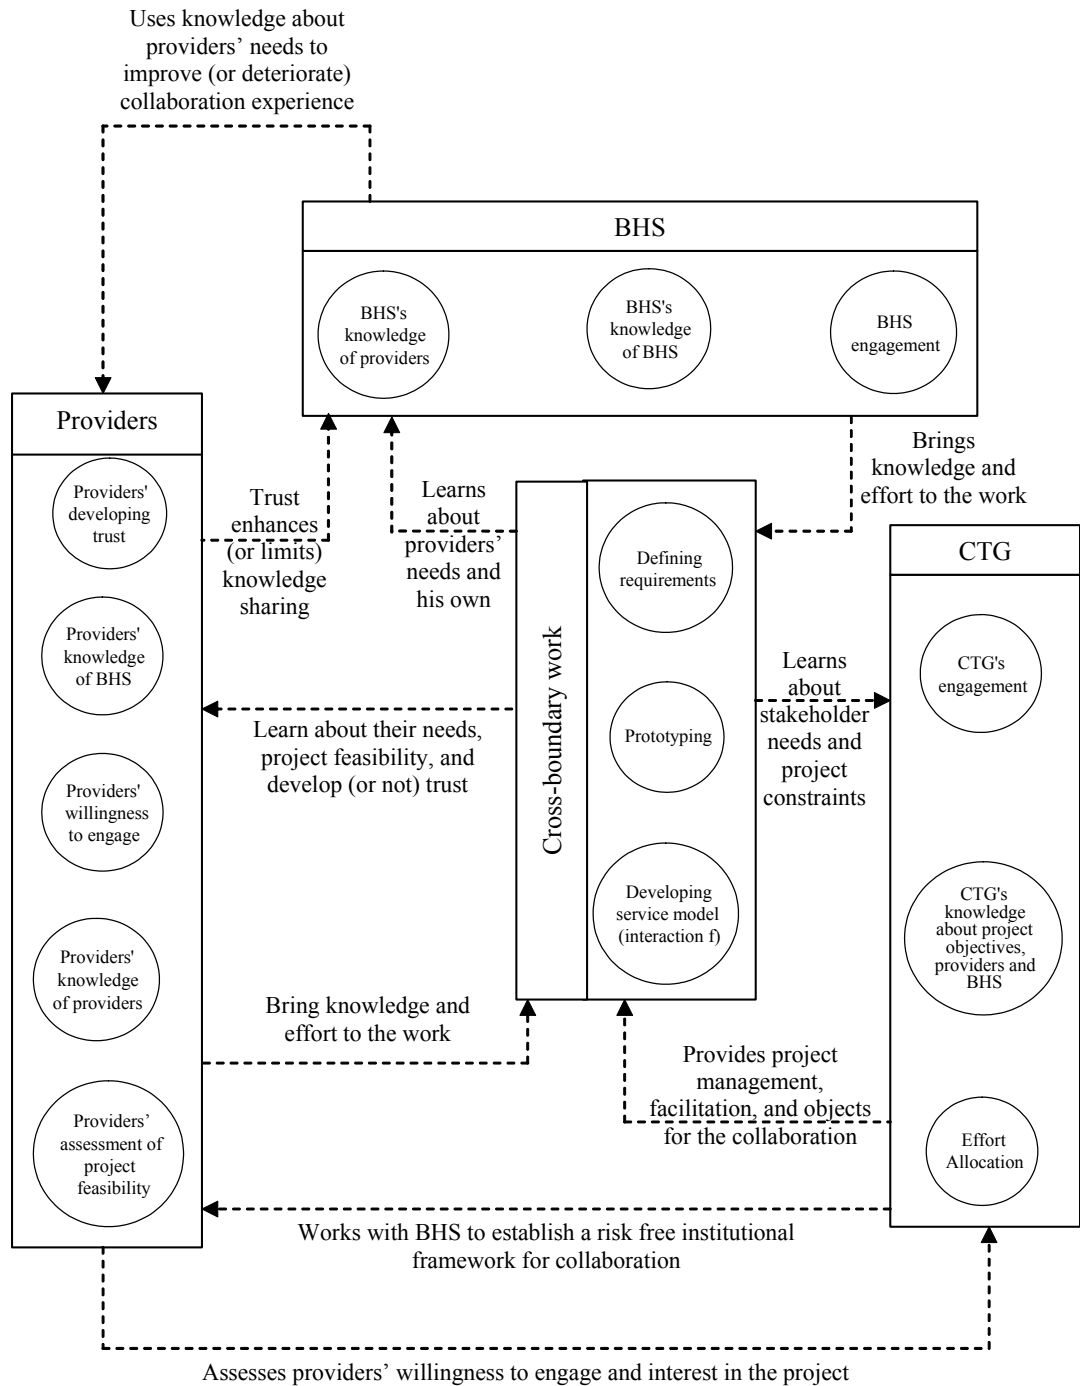 Uses knowledge about
providers’ needs to
improve (or deteriorate)
collaboration experience
BHS
BHS's
knowledge
of providers
BHS's
knowledge
of BHS
BHS
engagement
Providers
Providers'
developing
trust
Providers'
knowledge
of BHS
Providers'
willingness
to engage
Providers'
knowledge
of providers
Providers’
assessment of
project
feasibility
Trust
enhances
(or limits)
knowledge
sharing
Learns
about
providers’
needs and
his own
Brings
knowledge and
effort to the work
Cross-boundary work
Defining
requirements
Prototyping
Developing
service model
(interaction f)
Learn about their needs,
project feasibility, and
develop (or not) trust
Learns
about
stakeholder
needs and
project
constraints
CTG
CTG's
engagement
CTG's
knowledge
about project
objectives,
providers and
BHS
Effort
Allocation
Bring knowledge and
effort to the work
Provides project
management,
facilitation, and objects
for the collaboration
Works with BHS to establish a risk free institutional
framework for collaboration
Assesses providers’ willingness to engage and interest in the project